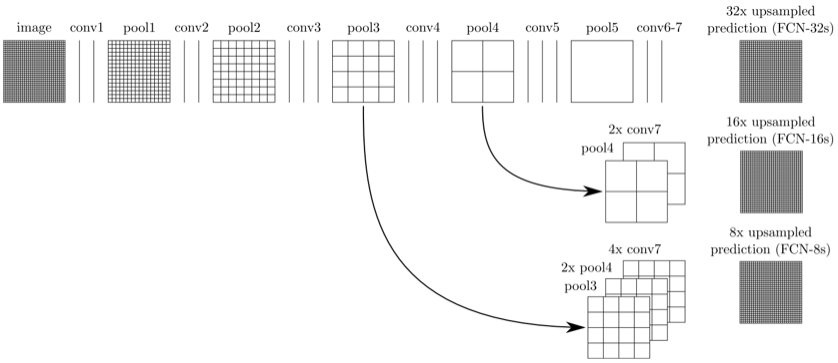 image
conv1
pool1
conv2
pool2
conv3
pool3
conv4
pool4
conv5
pool5
conv6-7
32x upsampled
prediction (FCN-32s)
2x conv7
pool4
16x upsampled
prediction (FCN-16s)
4x conv7
2x pool4
pool3
8x upsampled
prediction (FCN-8s)